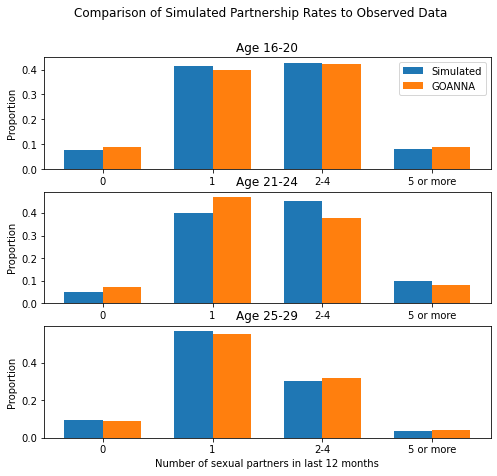 Comparison of Simulated Partnership Rates to Observed Data
Age 16-20
Proportion
0.4
0.3
0.2
0.1
0.0
Simulated
GOANNA
0 1 2-4 5 or more
Age 21-24
Proportion
0.4
0.3
0.2
0.1
0.0
0 1 2-4 5 or more
Age 25-29
Proportion
0.4
0.2
0.0
0 1 2-4 5 or more
Number of sexual partners in last 12 months